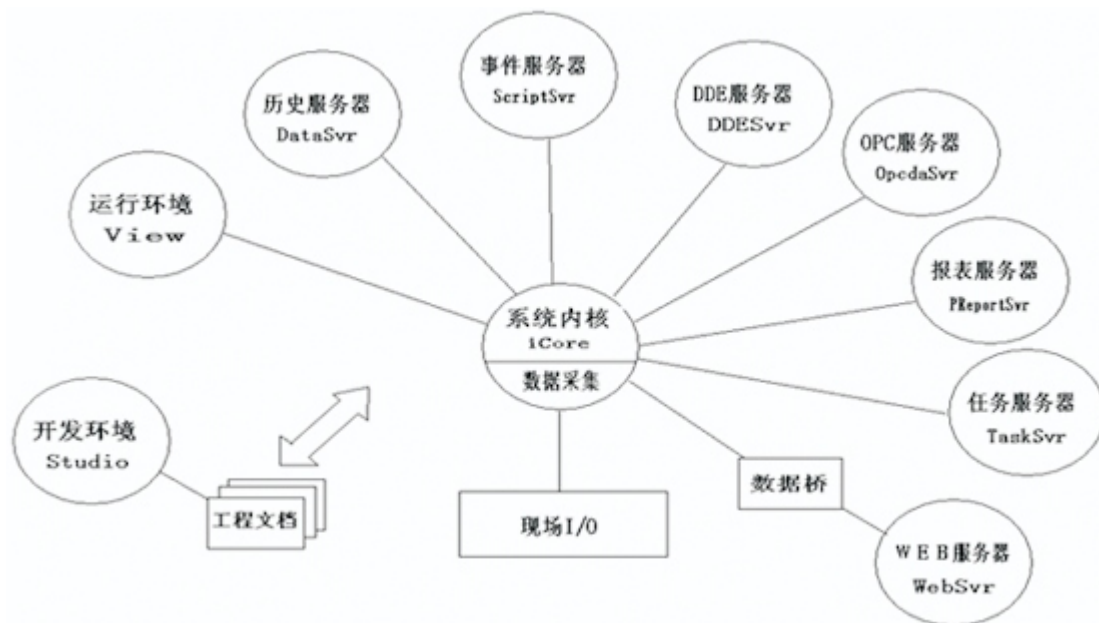 事件服务器
ScriptSvr
DDE服务器
DDESvr
历史服务器
DataSvr
OPC服务器
OpcdaSvr
运行环境
View
报表服务器
PReportSvr
系统内核
iCore
数据采集
任务服务器
TaskSvr
开发环境
Studio
数据桥
工程文档
现场I/O
WEB服务器
WebSvr